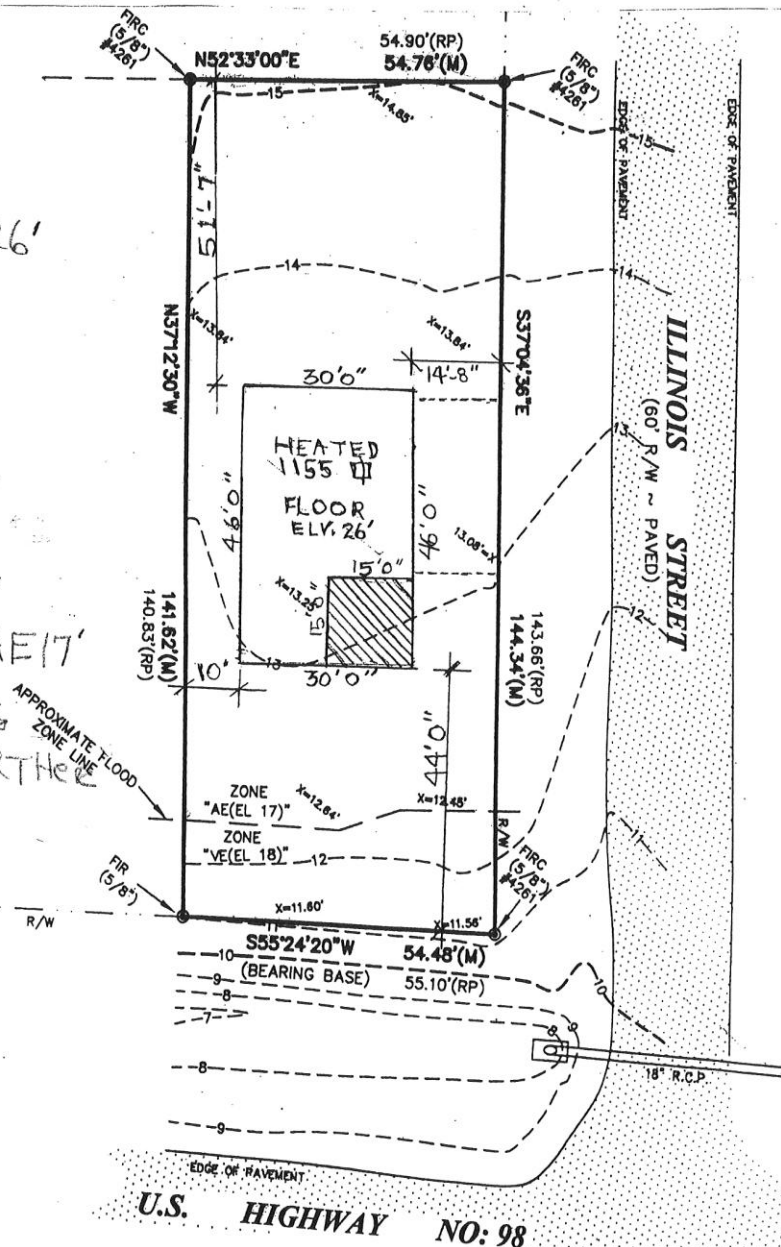 FIRC
(5/8")
#4261
N52°33'00"E
54.90'(RP)
54.76'(M)
FIRC
(5/8")
#4261
EDGE OF PAVEMENT
EDGE OF PAVEMENT
15
X=14.85'
15
51'-7"
26'
14
14
X=13.84'
X=13.84'
N37°12'30"W
S37°04'36"E
14'-8"
30'0"
ILLINOIS STREET
(60' R/W ~ PAVED)
HEATED
1155
FLOOR
ELV. 26'
46'0"
46'0"
13
13.08'=X
15'0"
X=13.25'
15'0"
141.62'(M)
140.83'(RP)
143.66'(RP)
144.34'(M)
12
AE17'
10'
13
30'0"
44'0"
APPROXIMATE FLOOD
ZONE LINE
ZONE
"AE(EL 17)"
X=12.64'
X=12.45'
ZONE
"VE(EL 18)"
12
R/W
11
FIR
(5/8")
FIRC
(5/8")
#4261
R/W
X=11.60'
X=11.56'
11
S55°24'20"W
54.48'(M)
(BEARING BASE)
55.10'(RP)
10
10
9
8
7
9
8
8
18" R.C.P.
9
EDGE OF PAVEMENT
U.S. HIGHWAY NO: 98